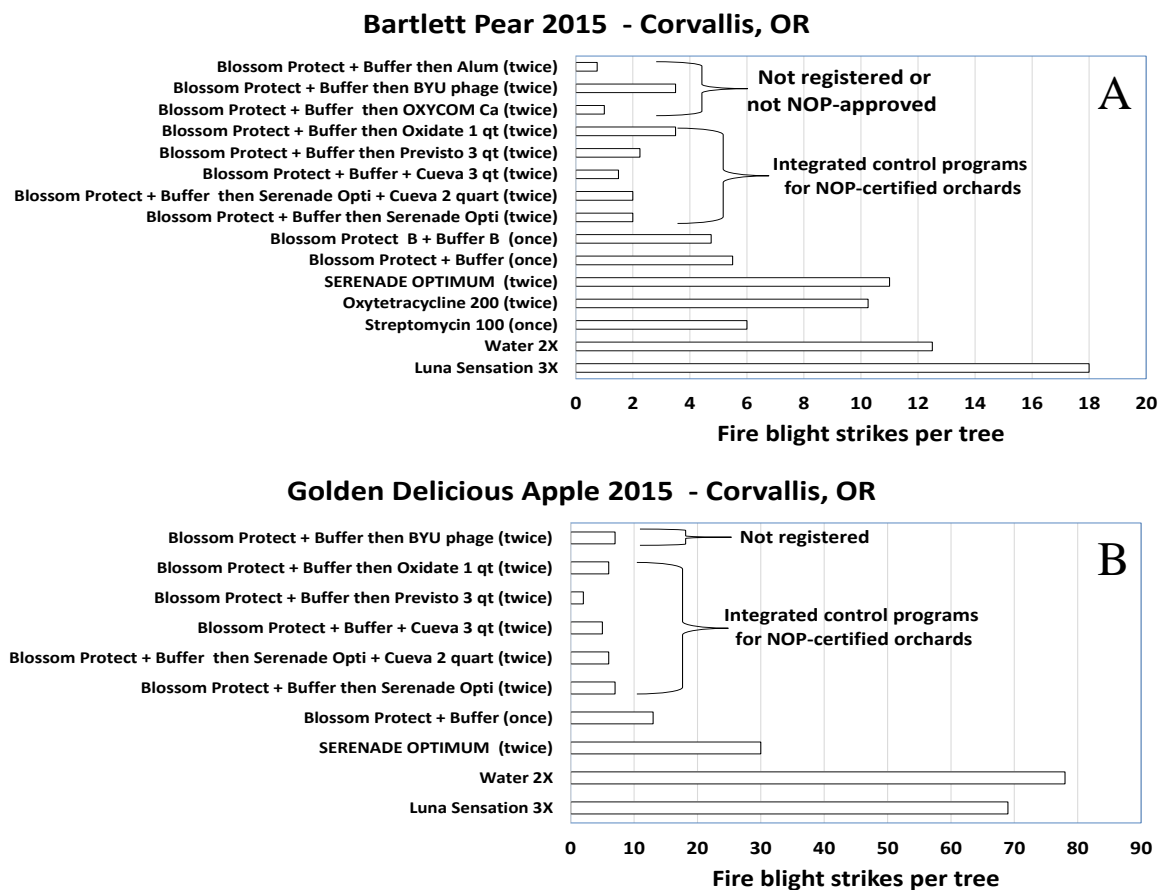 Bartlett Pear 2015 - Corvallis, OR
A
Blossom Protect + Buffer then Alum (twice)
Blossom Protect + Buffer then BYU phage (twice)
Blossom Protect + Buffer then OXYCOM Ca (twice)
Blossom Protect + Buffer then Oxidate 1 qt (twice)
Blossom Protect + Buffer then Previsto 3 qt (twice)
Blossom Protect + Buffer + Cueva 3 qt (twice)
Blossom Protect + Buffer then Serenade Opti + Cueva 2 quart (twice)
Blossom Protect + Buffer then Serenade Opti (twice)
Blossom Protect B + Buffer B (once)
Blossom Protect + Buffer (once)
SERENADE OPTIMUM (twice)
Oxytetracycline 200 (twice)
Streptomycin 100 (once)
Water 2X
Luna Sensation 3X
Not registered or
not NOP-approved
Integrated control programs
for NOP-certified orchards
0 2 4 6 8 10 11 14 16 18 20
Fire blight strikes per tree
Golden Delicious Apple 2015 - Corvallis, OR
B
Blossom Protect + Buffer then BYU phage (twice)
Blossom Protect + Buffer then Oxidate 1 qt (twice)
Blossom Protect + Buffer then Previsto 3 qt (twice)
Blossom Protect + Buffer + Cueva 3 qt (twice)
Blossom Protect + Buffer then Serenade Opti + Cueva 2 quart (twice)
Blossom Protect + Buffer then Serenade Opti (twice)
Blossom Protect + Buffer (once)
SERENADE OPTIMUM (twice)
Water 2X
Luna Sensation 3X
Not registered
Integrated control programs
for NOP-certified orchards
0 10 20 30 40 50 60 70 80 90
Fire blight strikes per tree